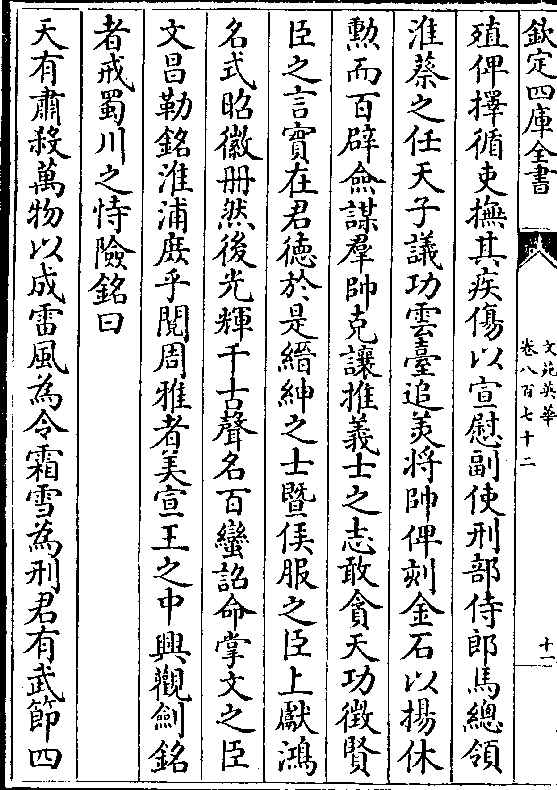 欽定四庫全書
文苑英華
卷八百七十二
十一
殖俾擇循吏撫其疾傷以宣慰副使刑部侍郎馬總領
淮蔡之任天子議功雲臺追美將帥俾刻金石以揚休
勲而百辟僉謀羣帥克讓推義士之志敢貪天功徴賢
臣之言實在君德於是縉紳之士暨侯服之臣上獻鴻
名式昭徽冊然後光輝千古聲名百蠻詔命掌文之臣
文昌勒銘淮浦庶乎閲周雅者美宣王之中興觀劍銘
者戒蜀川之恃險銘曰
天有肅殺萬物以成雷風為令霜雪為刑君有武節四